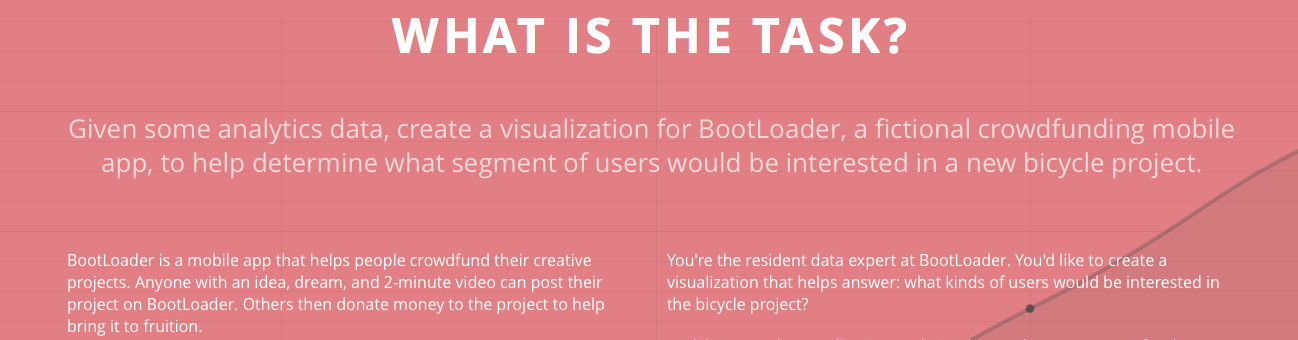 WHAT IS THE TASK?
Given some analytics data, create a visualization for BootLoader, a fictional crowdfunding mobile
app, to help determine what segment of users would be interested in a new bicycle project.
BootLoader is a mobile app that helps people crowdfund their creative
projects. Anyone with an idea, dream, and 2-minute video can post their
project on BootLoader. Others then donate money to the project to help
bring it to fruition.
You're the resident data expert at BootLoader. You'd like to create a
visualization that helps answer: what kinds of users would be interested in
the bicycle project?